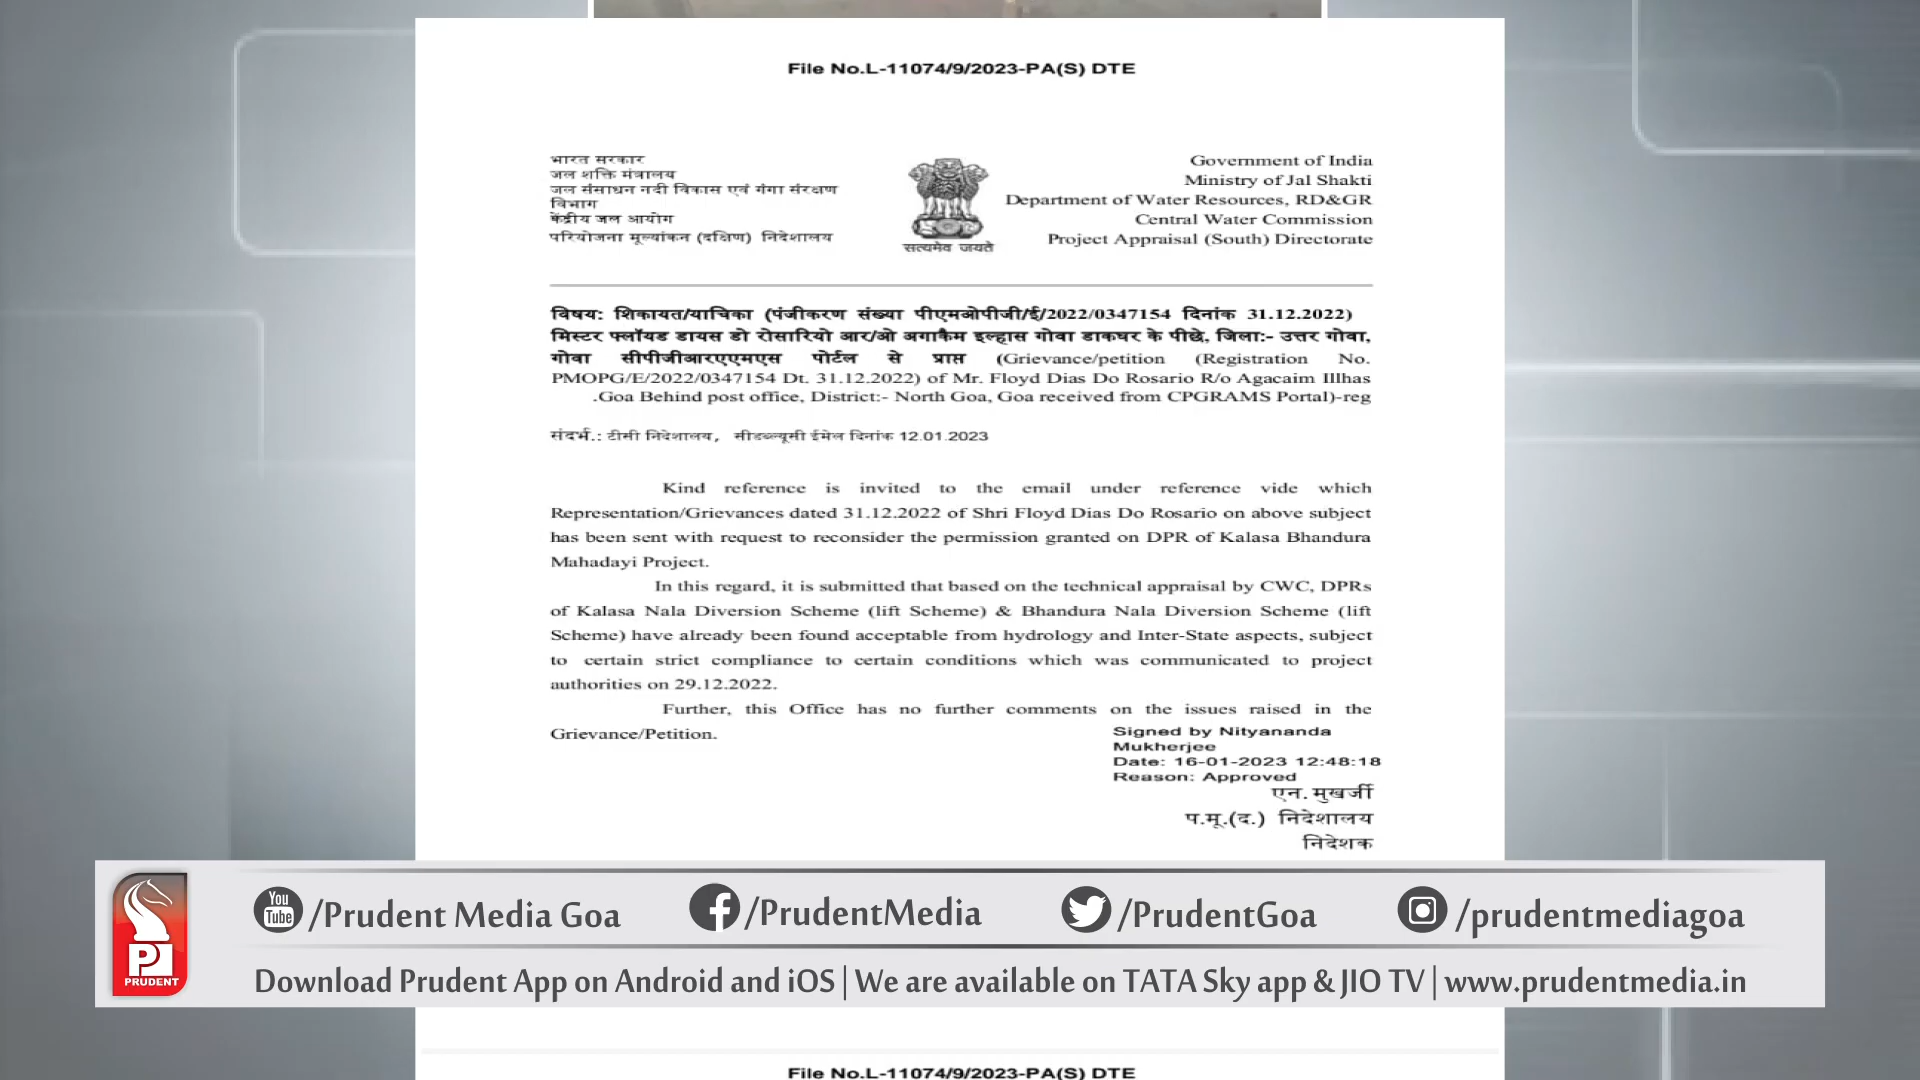 File No.L-11074/9/2023-PA(S) DTE
भारत सरकार
जल शक्ति मंत्रालय
जल संसाधन नदी विकास एवं गंगा संरक्षण
विभाग
केंद्रीय जल आयोग
परियोजना मूल्यांकन (दक्षिण) निदेशालय
सत्यमेव जयते
Government of India
Ministry of Jal Shakti
Department of Water Resources, RD&GR
Central Water Commission
Project Appraisal (South) Directorate
विषय: शिकायत/याचिका (पंजीकरण संख्या पीएमओपीजी/ई/2022/0347154 दिनांक 31.12.2022)
मिस्टर फ्लॉयड डायस डो रोसारियो आर/ओ अगाकैम इल्हास गोवा डाकघर के पीछे, जिला:- उत्तर गोवा,
गोवा सीपीजीआरएएमएस पोर्टल से प्राप्त (Grievance/petition (Registration No.
PMOPG/E/2022/0347154 Dt. 31.12.2022) of Mr. Floyd Dias Do Rosario R/o Agacaim Illhas
.Goa Behind post office, District:- North Goa, Goa received from CPGRAMS Portal)-reg
संदर्भ.: टीसी निदेशालय, सीडब्ल्यूसी ईमेल दिनांक 12.01.2023
Kind reference is invited to the email under reference vide which
Representation/Grievances dated 31.12.2022 of Shri Floyd Dias Do Rosario on above subject
has been sent with request to reconsider the permission granted on DPR of Kalasa Bhandura
Mahadayi Project.
In this regard, it is submitted that based on the technical appraisal by CWC, DPRs
of Kalasa Nala Diversion Scheme (lift Scheme) & Bhandura Nala Diversion Scheme (lift
Scheme) have already been found acceptable from hydrology and Inter-State aspects, subject
to certain strict compliance to certain conditions which was communicated to project
authorities on 29.12.2022.
Further, this Office has no further comments on the issues raised in the
Grievance/Petition.
Signed by Nityananda
Mukherjee
Date: 16-01-2023 12:48:18
Reason: Approved
एन. मुखर्जी
प.मू.(द.) निदेशालय
निदेशक
PRUDENT
You Tube /Prudent Media Goa
/PrudentMedia
/PrudentGoa
/prudentmediagoa
Download Prudent App on Android and iOS | We are available on TATA Sky app & JIO TV | www.prudentmedia.in
File No.L-11074/9/2023-PA(S) DTE